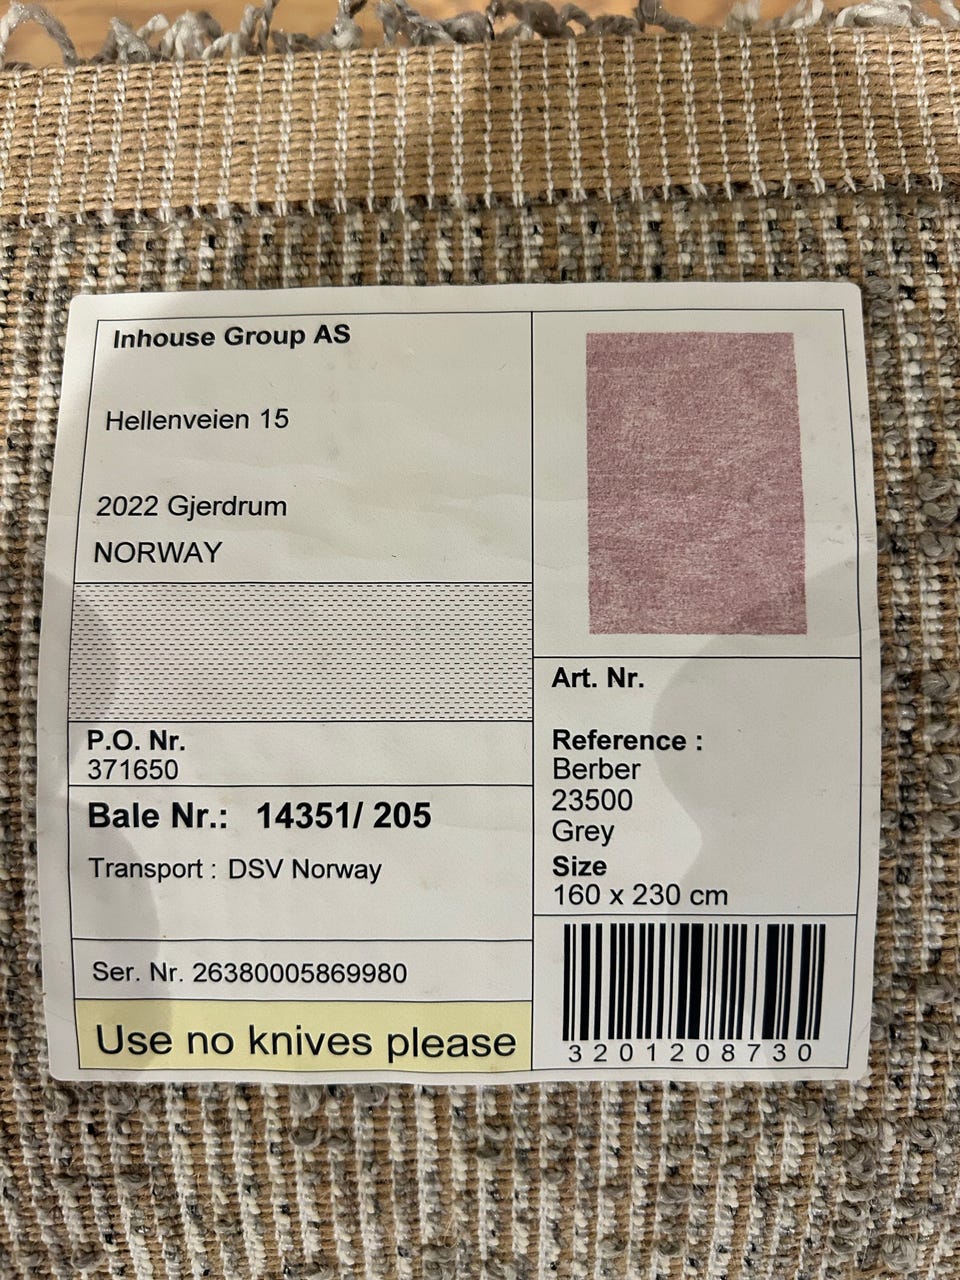 Inhouse Group AS
Hellenveien 15
2022 Gjerdrum
NORWAY
P.O. Nr.
371650
Bale Nr.: 14351/ 205
Transport : DSV Norway
Ser. Nr. 26380005869980
Use no knives please
Art. Nr.
Reference :
Berber
23500
Grey
Size
160 x 230 cm
3201208730